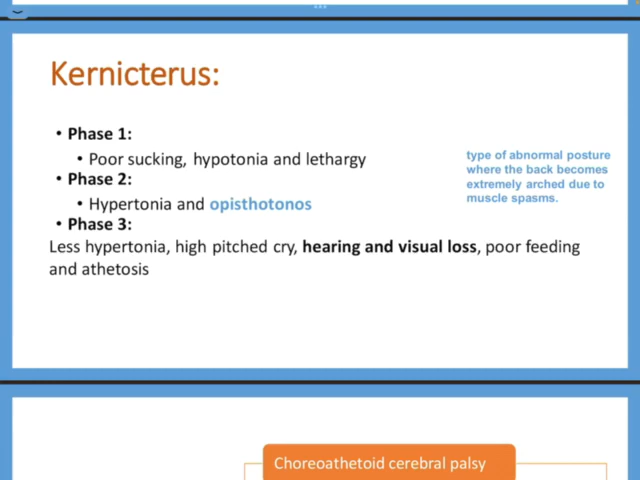 Kernicterus:
• Phase 1:
• Poor sucking, hypotonia and lethargy
• Phase 2:
• Hypertonia and opisthotonos
• Phase 3:
Less hypertonia, high pitched cry, hearing and visual loss, poor feeding
and athetosis
type of abnormal posture
where the back becomes
extremely arched due to
muscle spasms.
Choreoathetoid cerebral palsy